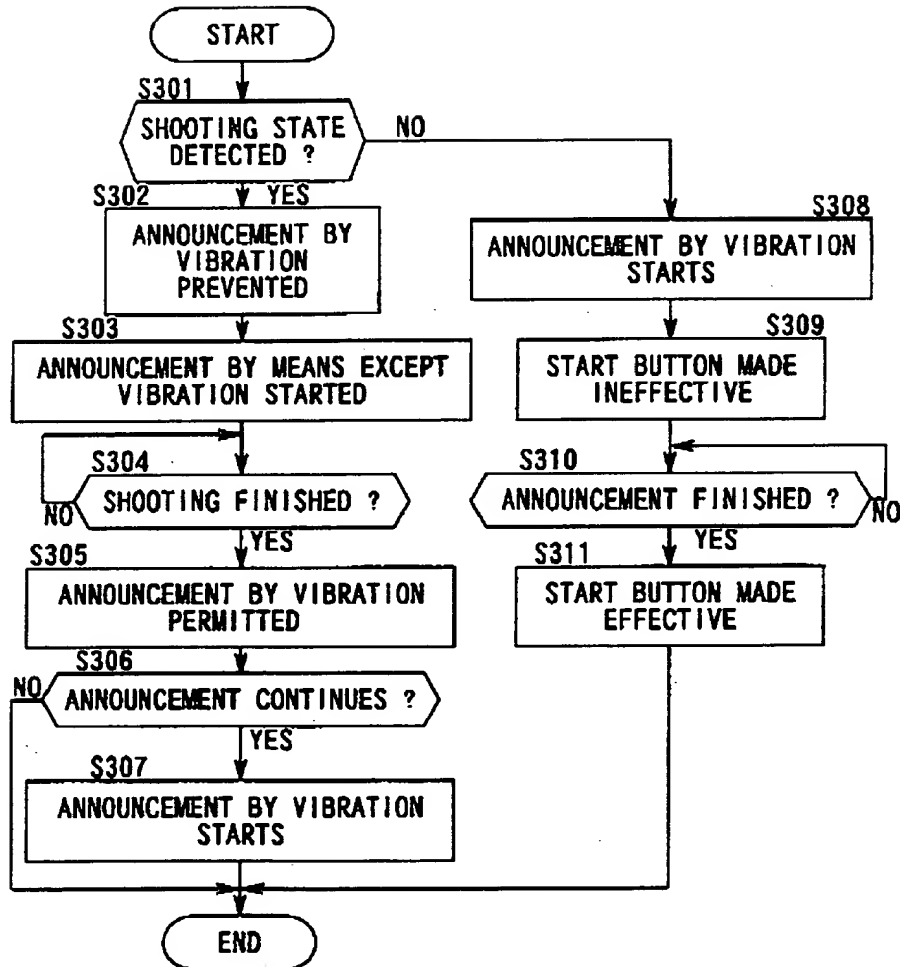 START
S301
SHOOTING STATE
DETECTED ?
NO
YES
S302
ANNOUNCEMENT BY
VIBRATION
PREVENTED
S303
ANNOUNCEMENT BY MEANS EXCEPT
VIBRATION STARTED
S304
SHOOTING FINISHED ?
NO
YES
S305
ANNOUNCEMENT BY VIBRATION
PERMITTED
S306
NO
ANNOUNCEMENT CONTINUES ?
YES
S307
ANNOUNCEMENT BY VIBRATION
STARTS
S308
ANNOUNCEMENT BY VIBRATION
STARTS
S309
START BUTTON MADE
INEFFECTIVE
S310
ANNOUNCEMENT FINISHED ?
NO
YES
S311
START BUTTON MADE
EFFECTIVE
END